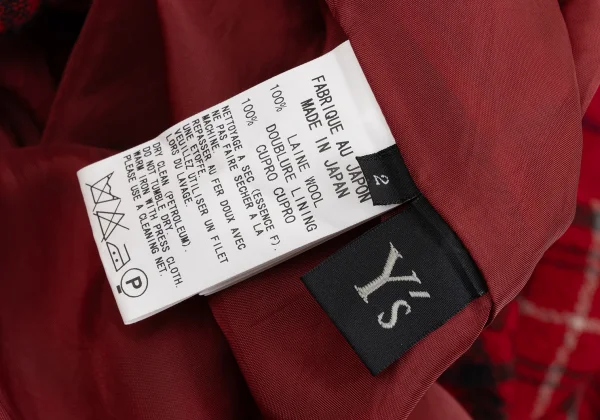 FABRIQUE AU JAPON
MADE IN JAPAN
100% LAINE WOOL
DOUBLURE LINING
100% CUPRO CUPRO
NETTOYAGE A SEC (ESSENCE F).
NE PAS FAIRE SECHER A LA
MACHINE.
REPASSER AU FER DOUX AVEC
UNE ETOFFE.
VEUILLEZ UTILISER UN FILET
LORS DU LAVAGE.
DRY CLEAN (PETROLEUM).
DO NOT TUMBLE DRY.
WARM IRON WITH PRESS CLOTH.
PLEASE USE A CLEANING NET.
P
2
Y's